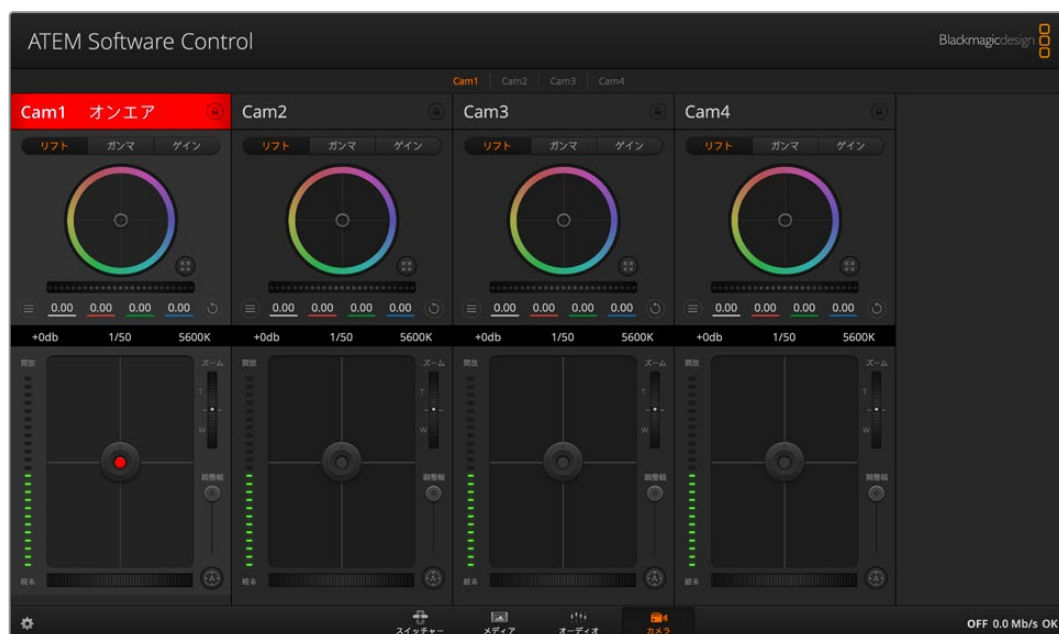 ATEM Software Control
Blackmagicdesign
Cam1 Cam2 Cam3 Cam4
Cam1 オンエア
Cam2
Cam3
Cam4
リフト ガンマ ゲイン
リフト ガンマ ゲイン
リフト ガンマ ゲイン
リフト ガンマ ゲイン
0.00 0.00 0.00 0.00
0.00 0.00 0.00 0.00
0.00 0.00 0.00 0.00
0.00 0.00 0.00 0.00
+0db 1/50 5600K
+0db 1/50 5600K
+0db 1/50 5600K
+0db 1/50 5600K
開放 ズーム
開放 ズーム
開放 ズーム
開放 ズーム
T
T
T
T
W
W
W
W
調整幅
調整幅
調整幅
調整幅
絞る A
絞る A
絞る A
絞る A
スイッチャー メディア オーディオ カメラ
OFF 0.0 Mb/s OK